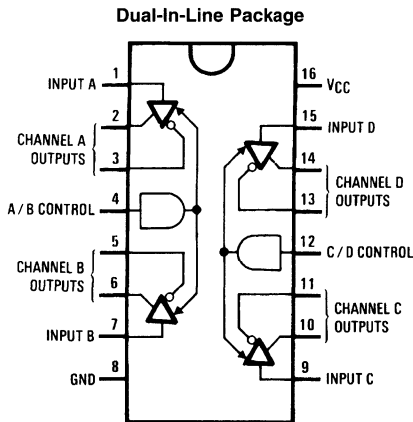 Dual-In-Line Package
INPUT A
1
2
CHANNEL A
OUTPUTS
3
A/B CONTROL
4
5
CHANNEL B
OUTPUTS
6
INPUT B
7
GND
8
16
VCC
15
INPUT D
14
CHANNEL D
OUTPUTS
13
12
C/D CONTROL
11
CHANNEL C
OUTPUTS
10
9
INPUT C